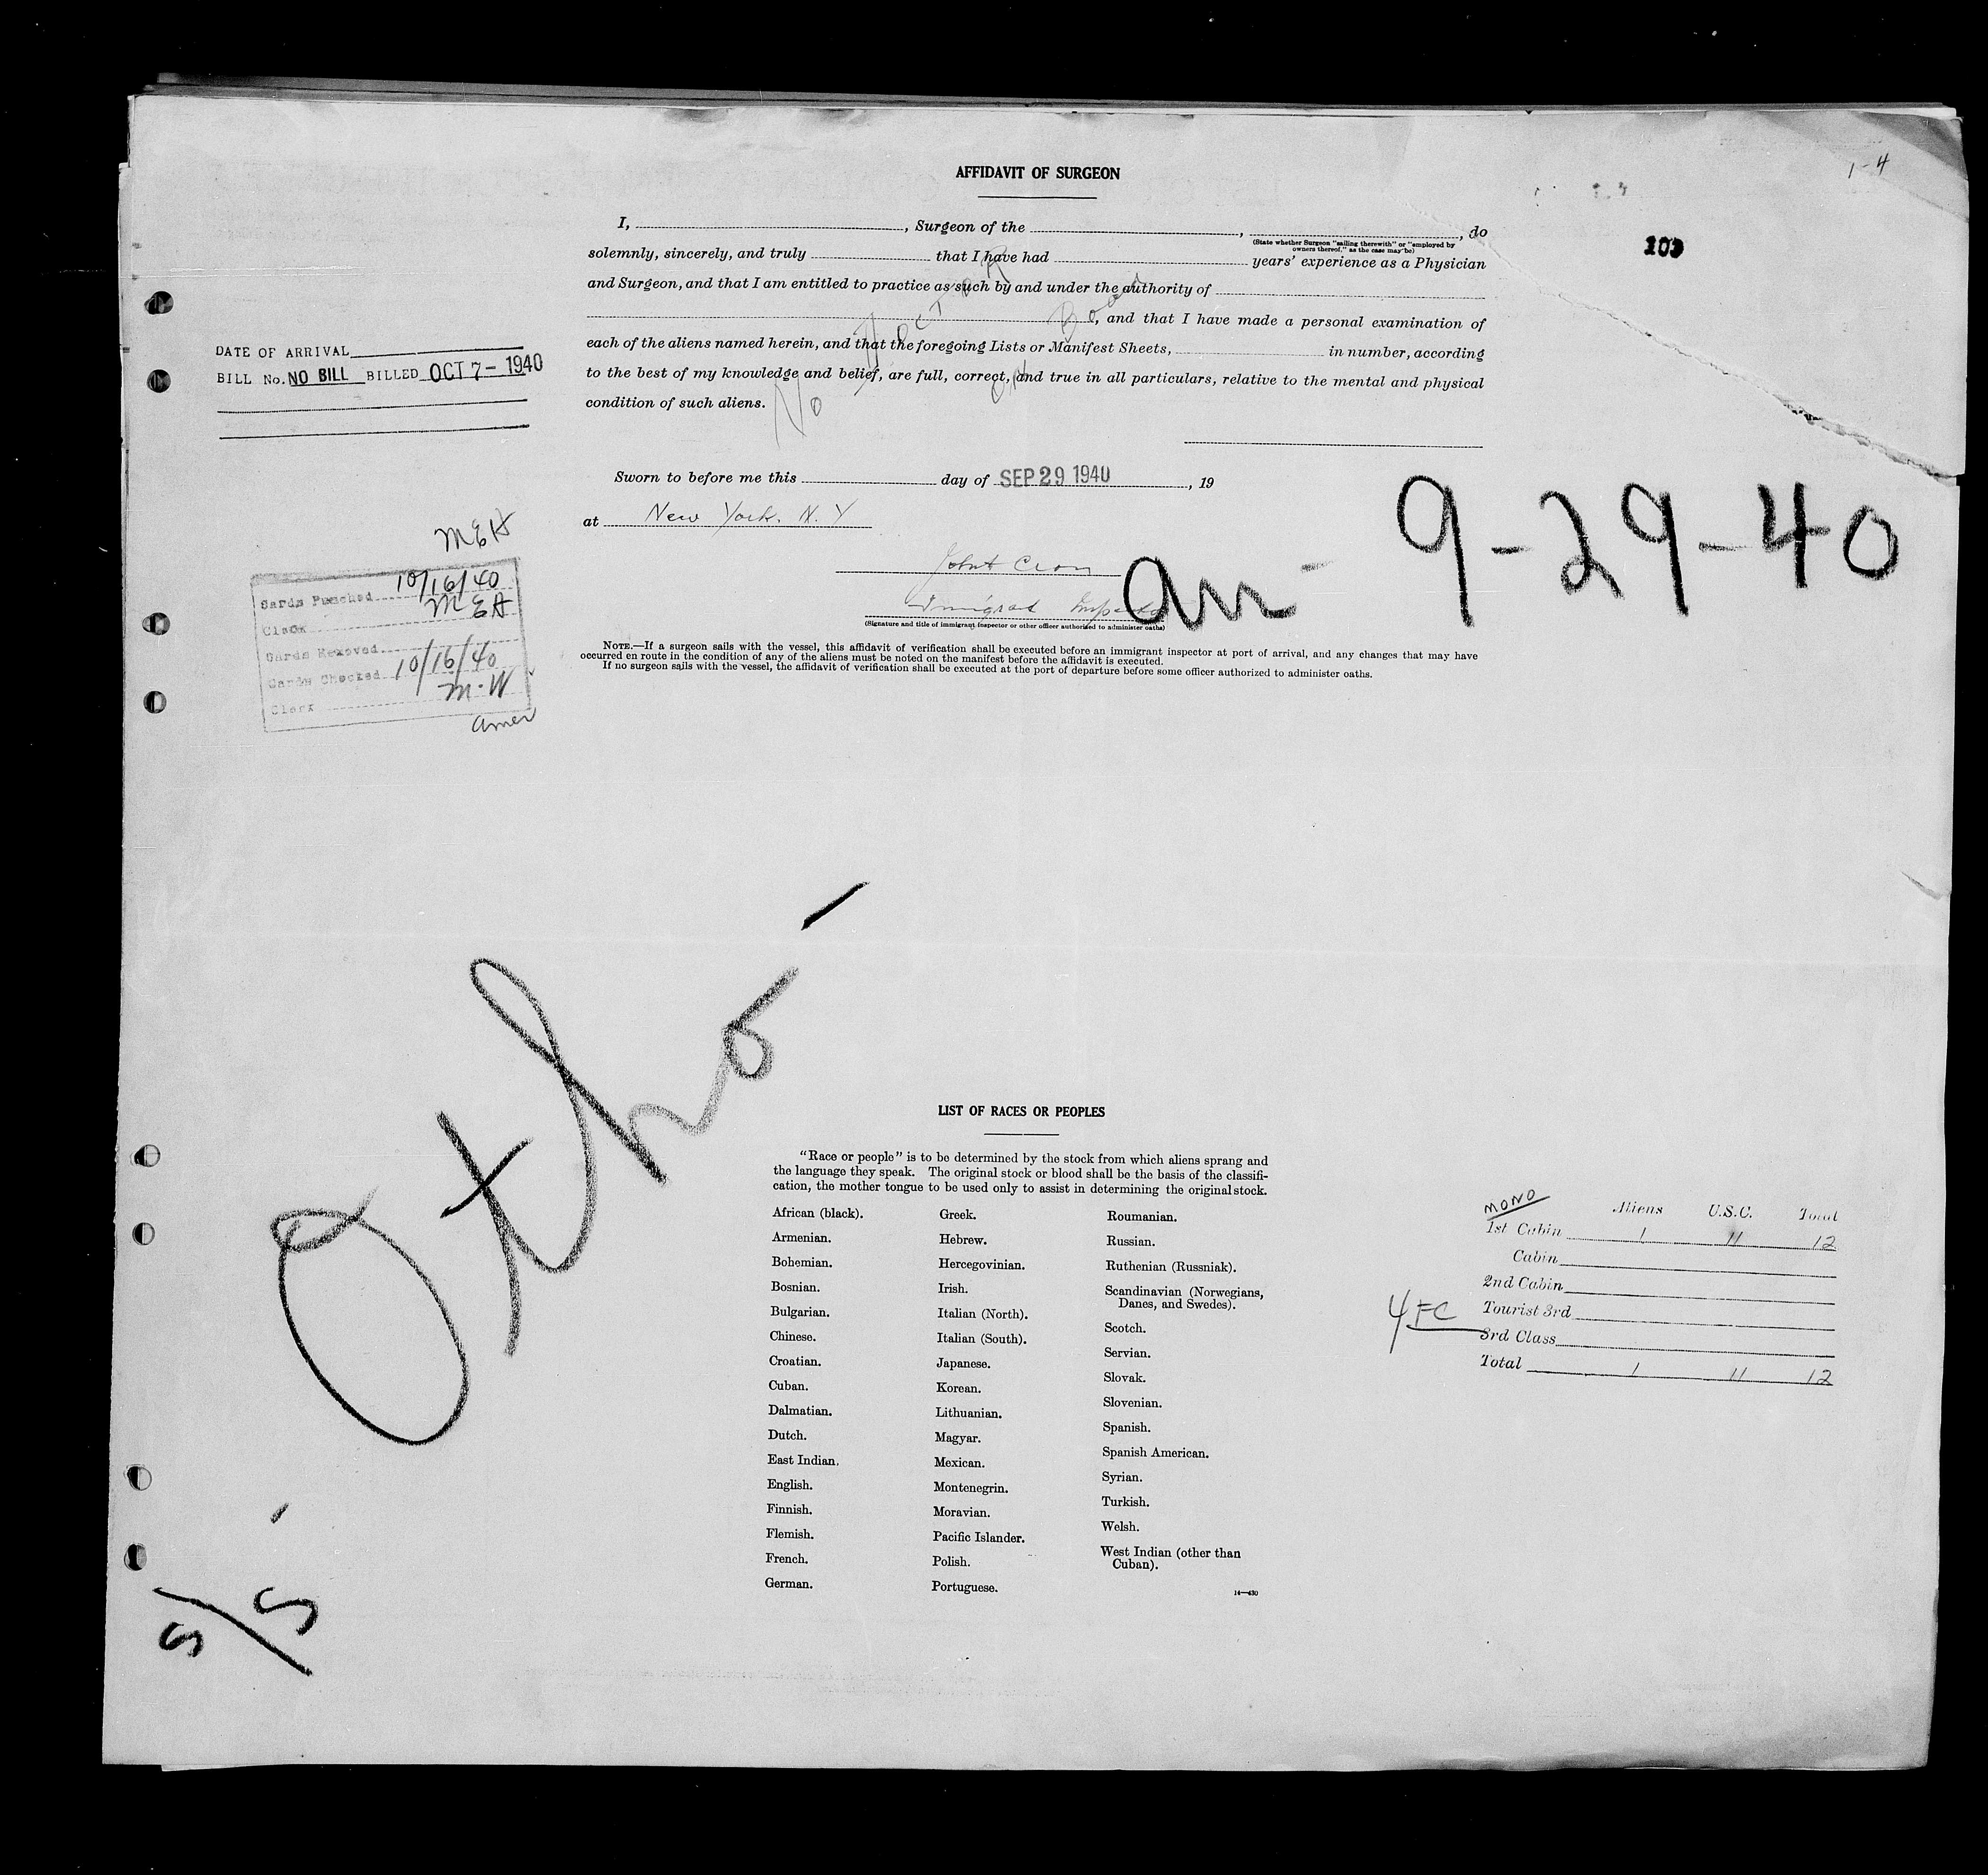 AFFIDAVIT OF SURGEON
1-4
103
I, , Surgeon of the , , do
(State whether Surgeon "sailing therewith" or "employed by
owners thereof," as the case may be)
solemnly, sincerely, and truly that I have had years' experience as a Physician
and Surgeon, and that I am entitled to practice as such by and under the authority of
, and that I have made a personal examination of
each of the aliens named herein, and that the foregoing Lists or Manifest Sheets, in number, according
to the best of my knowledge and belief, are full, correct, and true in all particulars, relative to the mental and physical
condition of such aliens.
No Doctor on Board
DATE OF ARRIVAL
BILL No. NO BILL BILLED OCT 7-1940
Sworn to before me this day of SEP 29 1940, 19
at New York. N.Y
Immigrant Inspector
(Signature and title of immigrant inspector or other officer authorized to administer oaths)
Arr - 9-29-40
NOTE.—If a surgeon sails with the vessel, this affidavit of verification shall be executed before an immigrant inspector at port of arrival, and any changes that may have
occurred en route in the condition of any of the aliens must be noted on the manifest before the affidavit is executed.
If no surgeon sails with the vessel, the affidavit of verification shall be executed at the port of departure before some officer authorized to administer oaths.
MEH
Cards Punched 10/16/40
Clerk MEH
Cards Removed
Cards Checked 10/16/40
Clerk M.W
Amer
S/S - Otho -
LIST OF RACES OR PEOPLES
"Race or people" is to be determined by the stock from which aliens sprang and
the language they speak. The original stock or blood shall be the basis of the classifi-
cation, the mother tongue to be used only to assist in determining the original stock.
African (black).
Armenian.
Bohemian.
Bosnian.
Bulgarian.
Chinese.
Croatian.
Cuban.
Dalmatian.
Dutch.
East Indian.
English.
Finnish.
Flemish.
French.
German.
Greek.
Hebrew.
Hercegovinian.
Irish.
Italian (North).
Italian (South).
Japanese.
Korean.
Lithuanian.
Magyar.
Mexican.
Montenegrin.
Moravian.
Pacific Islander.
Polish.
Portuguese.
Roumanian.
Russian.
Ruthenian (Russniak).
Scandinavian (Norwegians,
Danes, and Swedes).
Scotch.
Servian.
Slovak.
Slovenian.
Spanish.
Spanish American.
Syrian.
Turkish.
Welsh.
West Indian (other than
Cuban).
14—430
MONO Aliens U.S.C. Total
1st Cabin 1 11 12
Cabin
2nd Cabin
Tourist 3rd
4 FC
3rd Class
Total 1 11 12